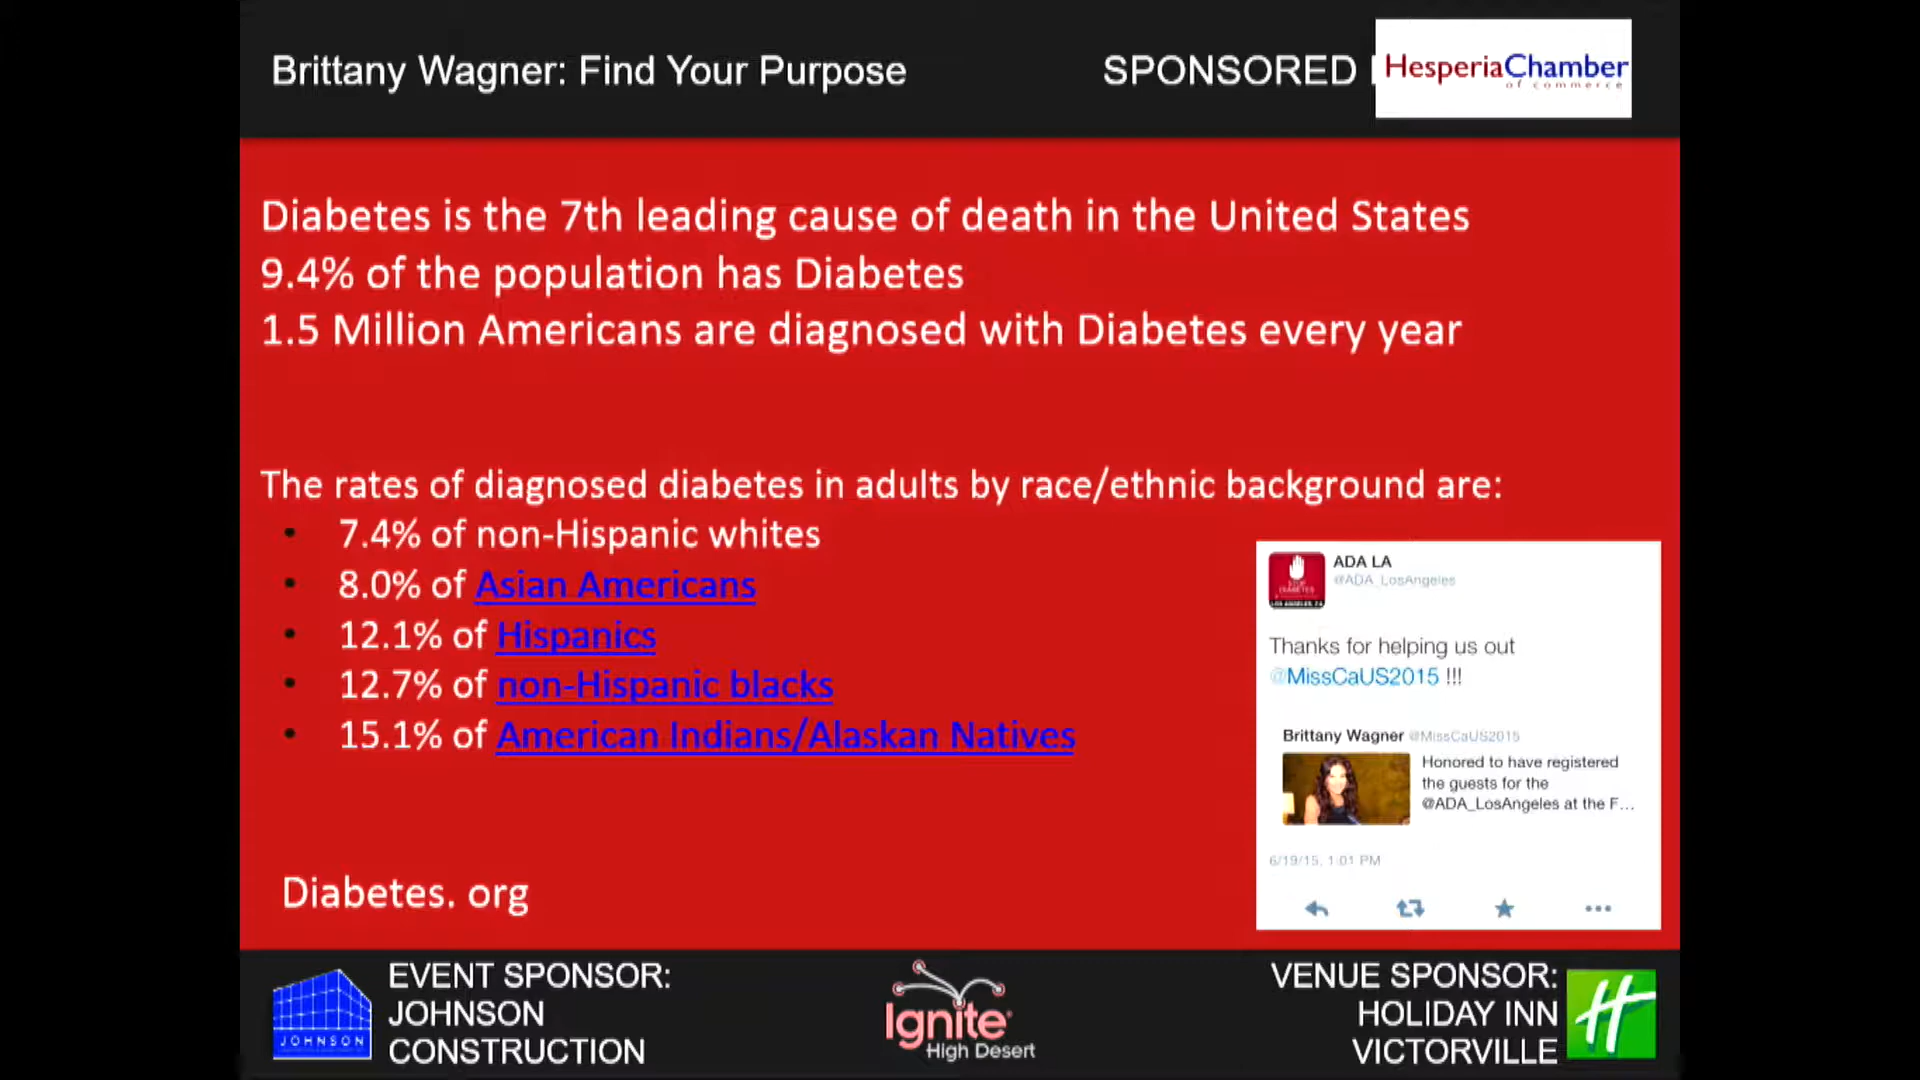 Brittany Wagner: Find Your Purpose
SPONSORED
HesperiaChamber
of commerce
Diabetes is the 7th leading cause of death in the United States
9.4% of the population has Diabetes
1.5 Million Americans are diagnosed with Diabetes every year
The rates of diagnosed diabetes in adults by race/ethnic background are:
• 7.4% of non-Hispanic whites
• 8.0% of Asian Americans
• 12.1% of Hispanics
• 12.7% of non-Hispanic blacks
• 15.1% of American Indians/Alaskan Natives
Diabetes. org
STOP
DIABETES
LOS ANGELES, CA
ADA LA
@ADA_LosAngeles
Thanks for helping us out
@MissCaUS2015 !!!
Brittany Wagner @MissCaUS2015
Honored to have registered
the guests for the
@ADA_LosAngeles at the F...
6/19/15, 1:01 PM
JOHNSON
EVENT SPONSOR:
JOHNSON
CONSTRUCTION
Ignite
High Desert
VENUE SPONSOR:
HOLIDAY INN
VICTORVILLE
H